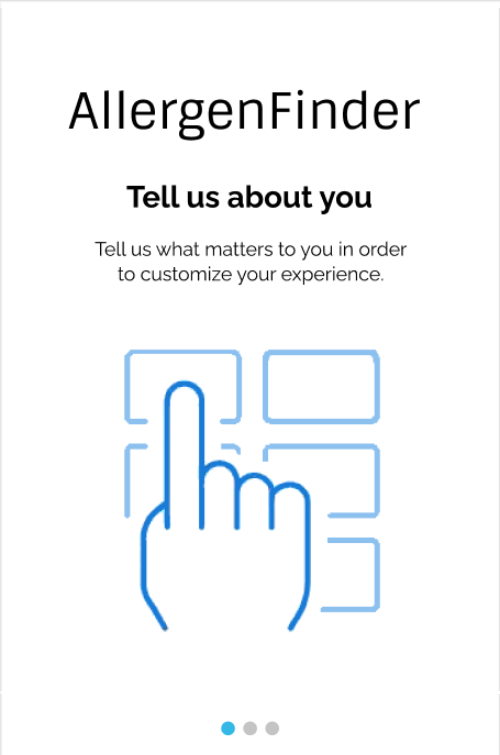 AllergenFinder
Tell us about you
Tell us what matters to you in order
to customize your experience.